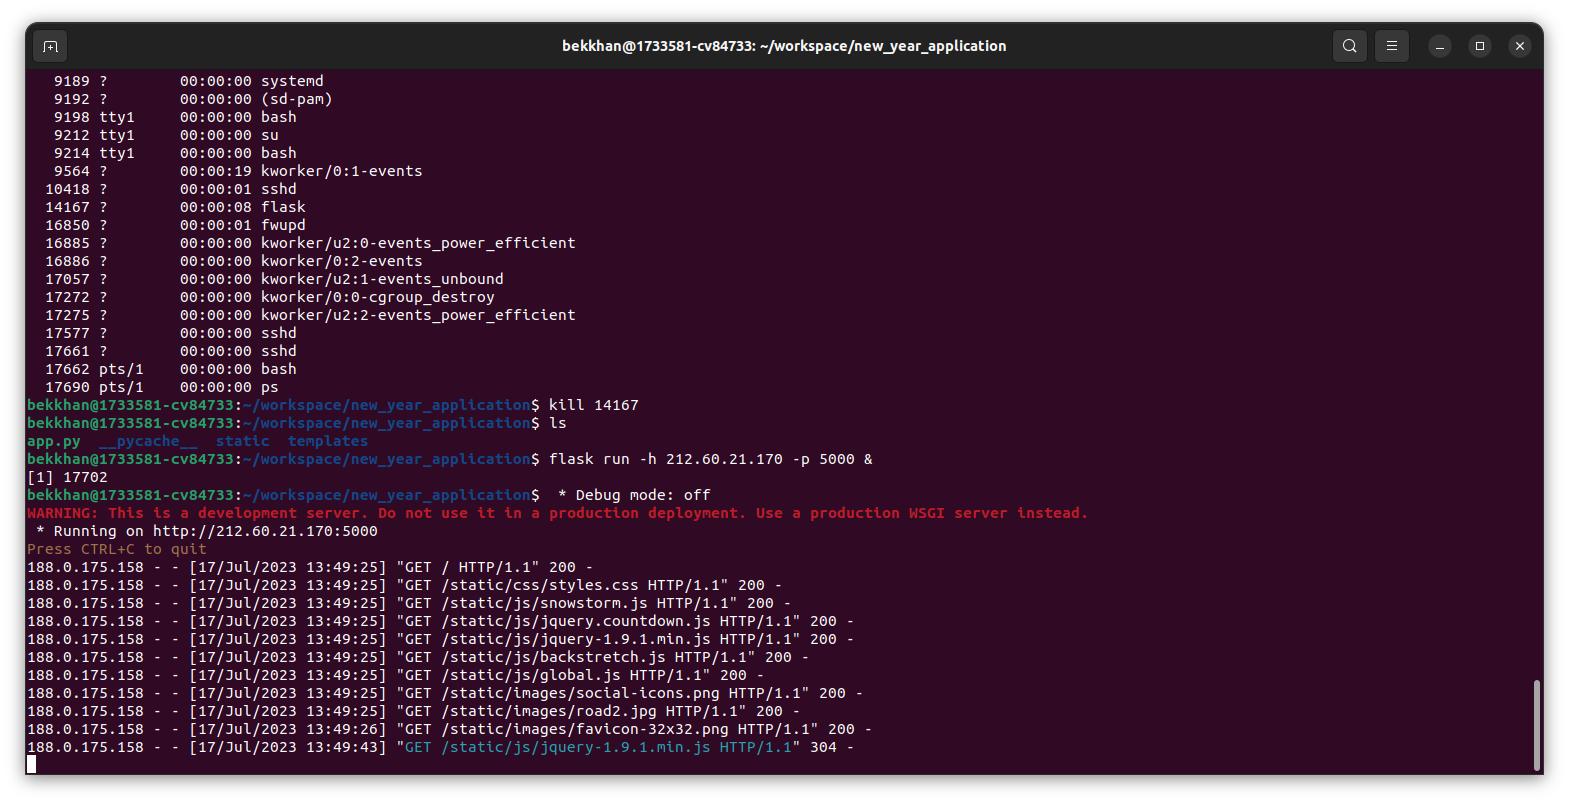 bekkhan@1733581-cv84733: ~/workspace/new_year_application
9189 ?        00:00:00 systemd
9192 ?        00:00:00 (sd-pam)
9198 tty1     00:00:00 bash
9212 tty1     00:00:00 su
9214 tty1     00:00:00 bash
9564 ?        00:00:19 kworker/0:1-events
10418 ?        00:00:01 sshd
14167 ?        00:00:08 flask
16850 ?        00:00:01 fwupd
16885 ?        00:00:00 kworker/u2:0-events_power_efficient
16886 ?        00:00:00 kworker/0:2-events
17057 ?        00:00:00 kworker/u2:1-events_unbound
17272 ?        00:00:00 kworker/0:0-cgroup_destroy
17275 ?        00:00:00 kworker/u2:2-events_power_efficient
17577 ?        00:00:00 sshd
17661 ?        00:00:00 sshd
17662 pts/1    00:00:00 bash
17690 pts/1    00:00:00 ps
bekkhan@1733581-cv84733:~/workspace/new_year_application$ kill 14167
bekkhan@1733581-cv84733:~/workspace/new_year_application$ ls
app.py  __pycache__  static  templates
bekkhan@1733581-cv84733:~/workspace/new_year_application$ flask run -h 212.60.21.170 -p 5000 &
[1] 17702
bekkhan@1733581-cv84733:~/workspace/new_year_application$  * Debug mode: off
WARNING: This is a development server. Do not use it in a production deployment. Use a production WSGI server instead.
 * Running on http://212.60.21.170:5000
Press CTRL+C to quit
188.0.175.158 - - [17/Jul/2023 13:49:25] "GET / HTTP/1.1" 200 -
188.0.175.158 - - [17/Jul/2023 13:49:25] "GET /static/css/styles.css HTTP/1.1" 200 -
188.0.175.158 - - [17/Jul/2023 13:49:25] "GET /static/js/snowstorm.js HTTP/1.1" 200 -
188.0.175.158 - - [17/Jul/2023 13:49:25] "GET /static/js/jquery.countdown.js HTTP/1.1" 200 -
188.0.175.158 - - [17/Jul/2023 13:49:25] "GET /static/js/jquery-1.9.1.min.js HTTP/1.1" 200 -
188.0.175.158 - - [17/Jul/2023 13:49:25] "GET /static/js/backstretch.js HTTP/1.1" 200 -
188.0.175.158 - - [17/Jul/2023 13:49:25] "GET /static/js/global.js HTTP/1.1" 200 -
188.0.175.158 - - [17/Jul/2023 13:49:25] "GET /static/images/social-icons.png HTTP/1.1" 200 -
188.0.175.158 - - [17/Jul/2023 13:49:25] "GET /static/images/road2.jpg HTTP/1.1" 200 -
188.0.175.158 - - [17/Jul/2023 13:49:26] "GET /static/images/favicon-32x32.png HTTP/1.1" 200 -
188.0.175.158 - - [17/Jul/2023 13:49:43] "GET /static/js/jquery-1.9.1.min.js HTTP/1.1" 304 -